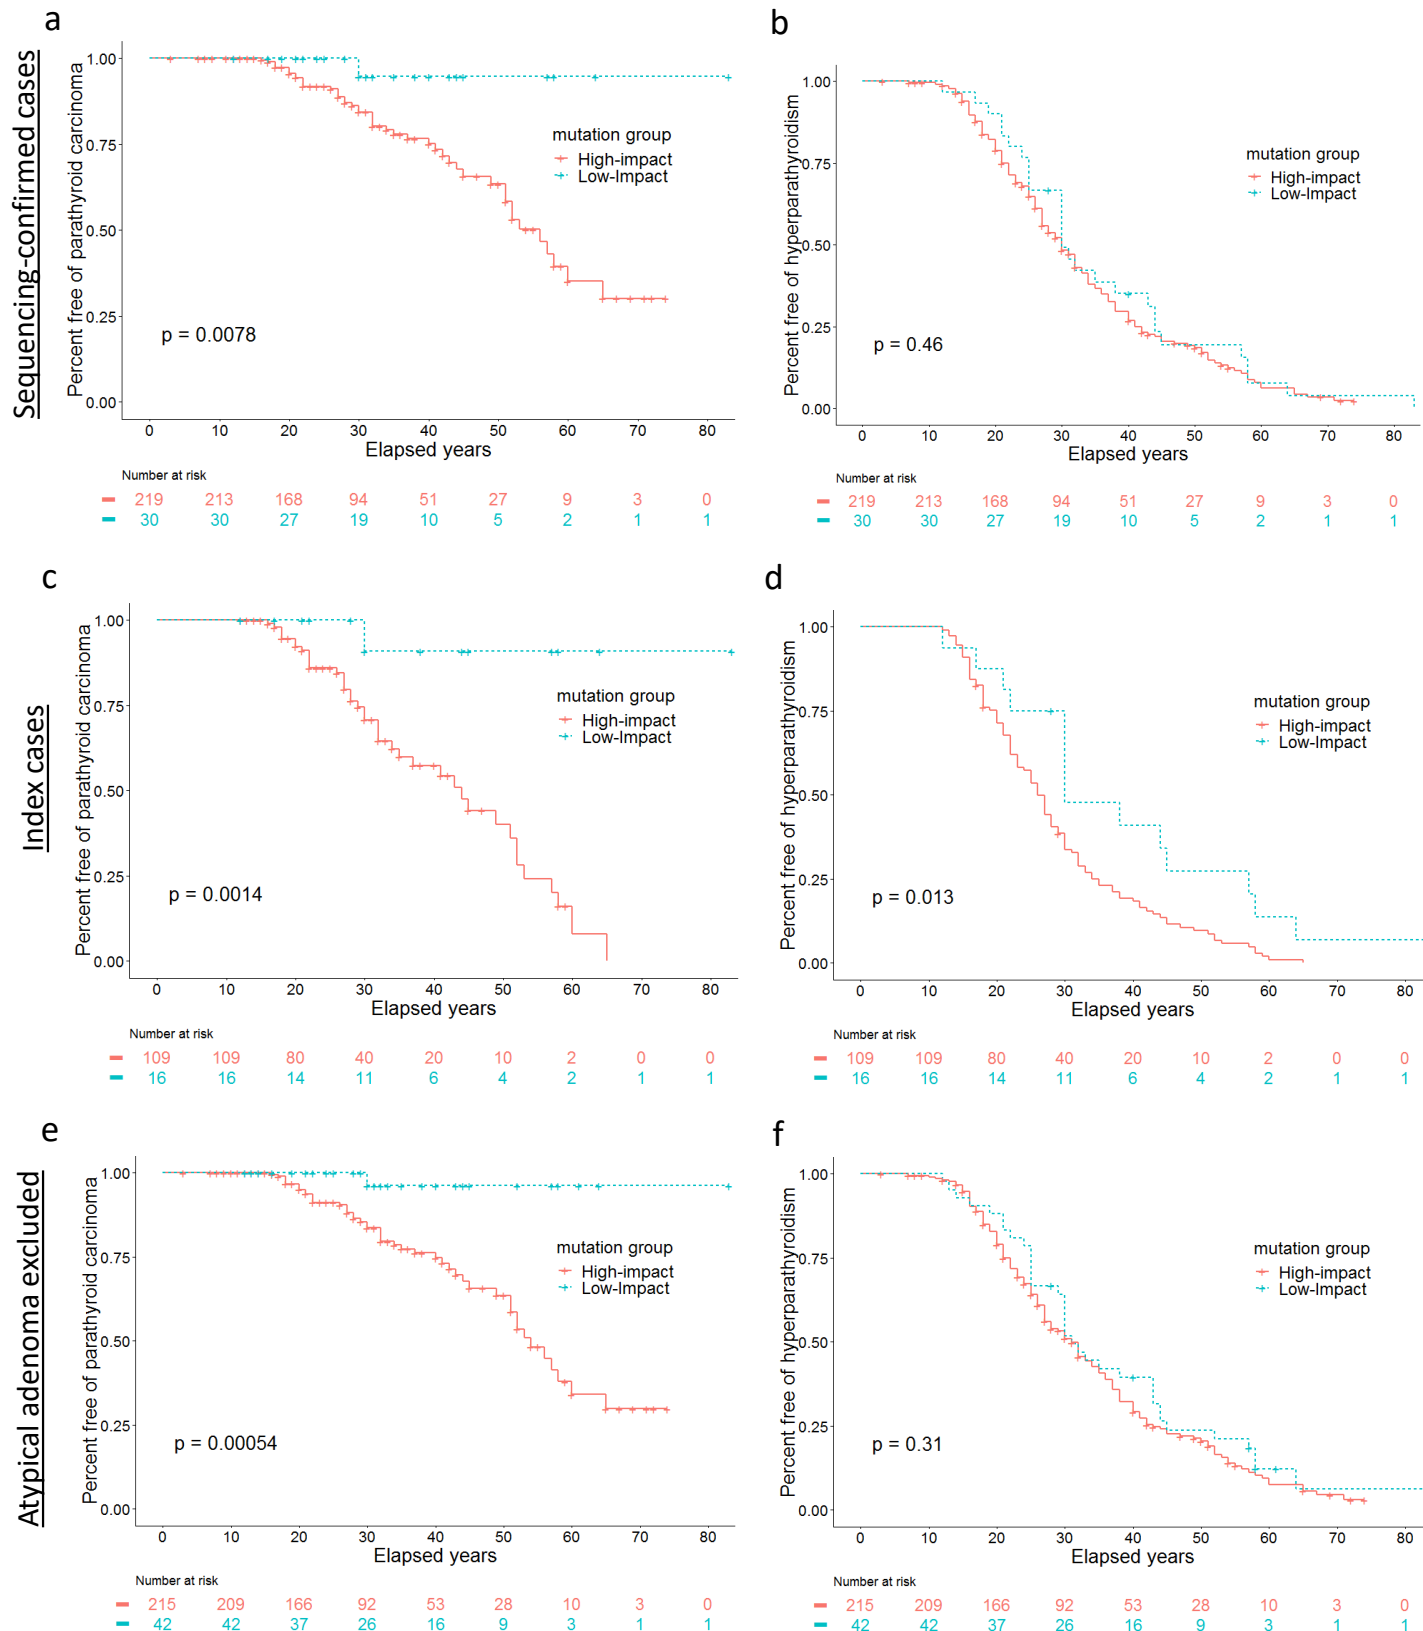 a
Sequencing-confirmed cases
Percent free of parathyroid carcinoma
1.00
0.75
0.50
0.25
0.00
mutation group
High-impact
Low-Impact
p = 0.0078
0 10 20 30 40 50 60 70 80
Elapsed years
Number at risk
219 213 168 94 51 27 9 3 0
30 30 27 19 10 5 2 1 1
b
Percent free of hyperparathyroidism
1.00
0.75
0.50
0.25
0.00
mutation group
High-impact
Low-Impact
p = 0.46
0 10 20 30 40 50 60 70 80
Elapsed years
Number at risk
219 213 168 94 51 27 9 3 0
30 30 27 19 10 5 2 1 1
c
Index cases
Percent free of parathyroid carcinoma
1.00
0.75
0.50
0.25
0.00
mutation group
High-impact
Low-Impact
p = 0.0014
0 10 20 30 40 50 60 70 80
Elapsed years
Number at risk
109 109 80 40 20 10 2 0 0
16 16 14 11 6 4 2 1 1
d
Percent free of hyperparathyroidism
1.00
0.75
0.50
0.25
0.00
mutation group
High-impact
Low-Impact
p = 0.013
0 10 20 30 40 50 60 70 80
Elapsed years
Number at risk
109 109 80 40 20 10 2 0 0
16 16 14 11 6 4 2 1 1
e
Atypical adenoma excluded
Percent free of parathyroid carcinoma
1.00
0.75
0.50
0.25
0.00
mutation group
High-impact
Low-Impact
p = 0.00054
0 10 20 30 40 50 60 70 80
Elapsed years
Number at risk
215 209 166 92 53 28 10 3 0
42 42 37 26 16 9 3 1 1
f
Percent free of hyperparathyroidism
1.00
0.75
0.50
0.25
0.00
mutation group
High-impact
Low-Impact
p = 0.31
0 10 20 30 40 50 60 70 80
Elapsed years
Number at risk
215 209 166 92 53 28 10 3 0
42 42 37 26 16 9 3 1 1